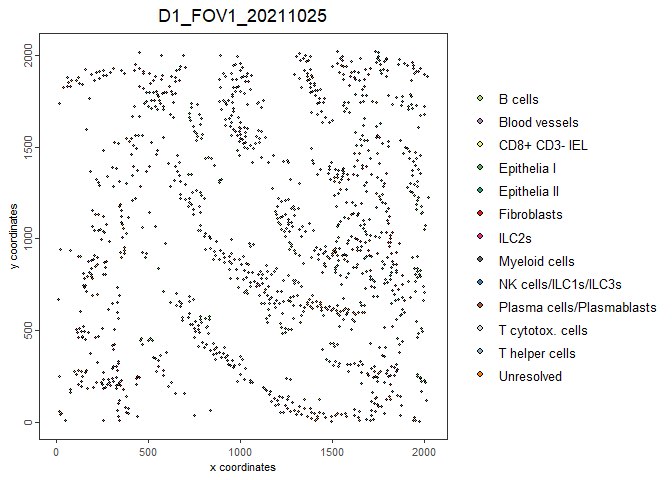 D1_FOV1_20211025
2000
1500
1000
500
0
y coordinates
0 500 1000 1500 2000
x coordinates
B cells
Blood vessels
CD8+ CD3- IEL
Epithelia I
Epithelia II
Fibroblasts
ILC2s
Myeloid cells
NK cells/ILC1s/ILC3s
Plasma cells/Plasmablasts
T cytotox. cells
T helper cells
Unresolved